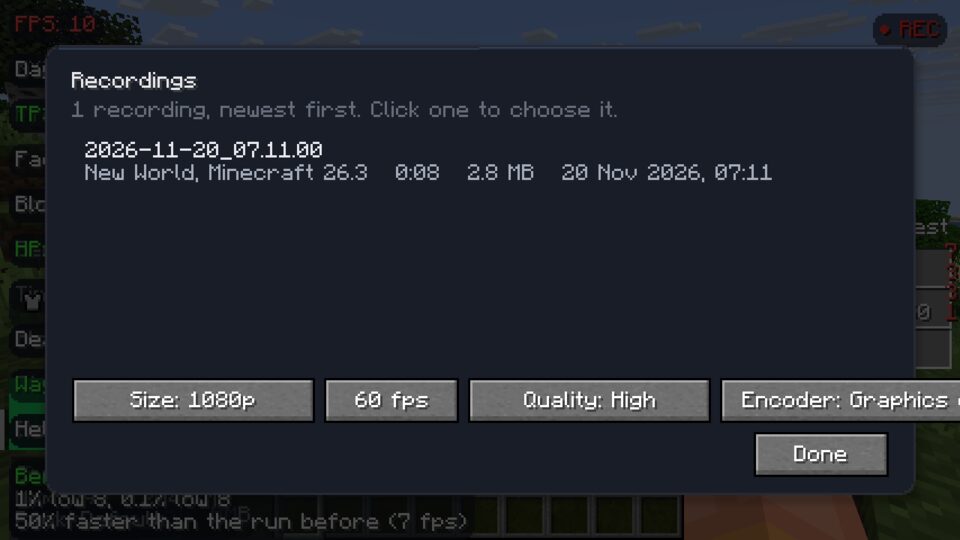 FPS: 10
REC
Recordings
1 recording, newest first. Click one to choose it.
2026-11-20_07.11.00
New World, Minecraft 26.3 0:08 2.8 MB 20 Nov 2026, 07:11
Size: 1080p
60 fps
Quality: High
Encoder: Graphics
Done
1% low 8, 0.1% low 8
50% faster than the run before (7 fps)